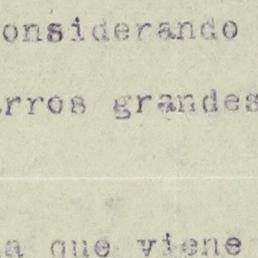 onsiderando
rros grandes
a que viene